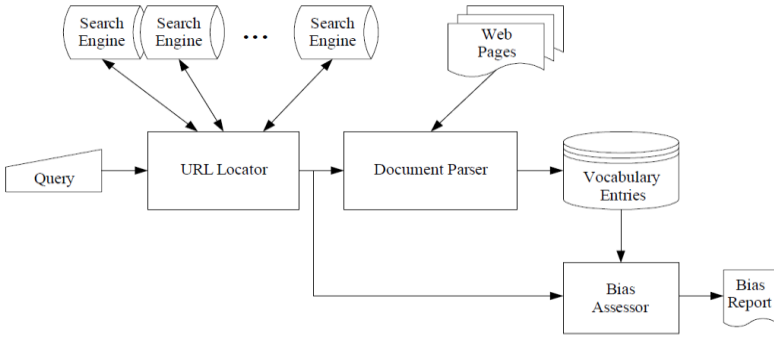 Search
Engine
Search
Engine
...
Search
Engine
Web
Pages
Query
URL Locator
Document Parser
Vocabulary
Entries
Bias
Assessor
Bias
Report